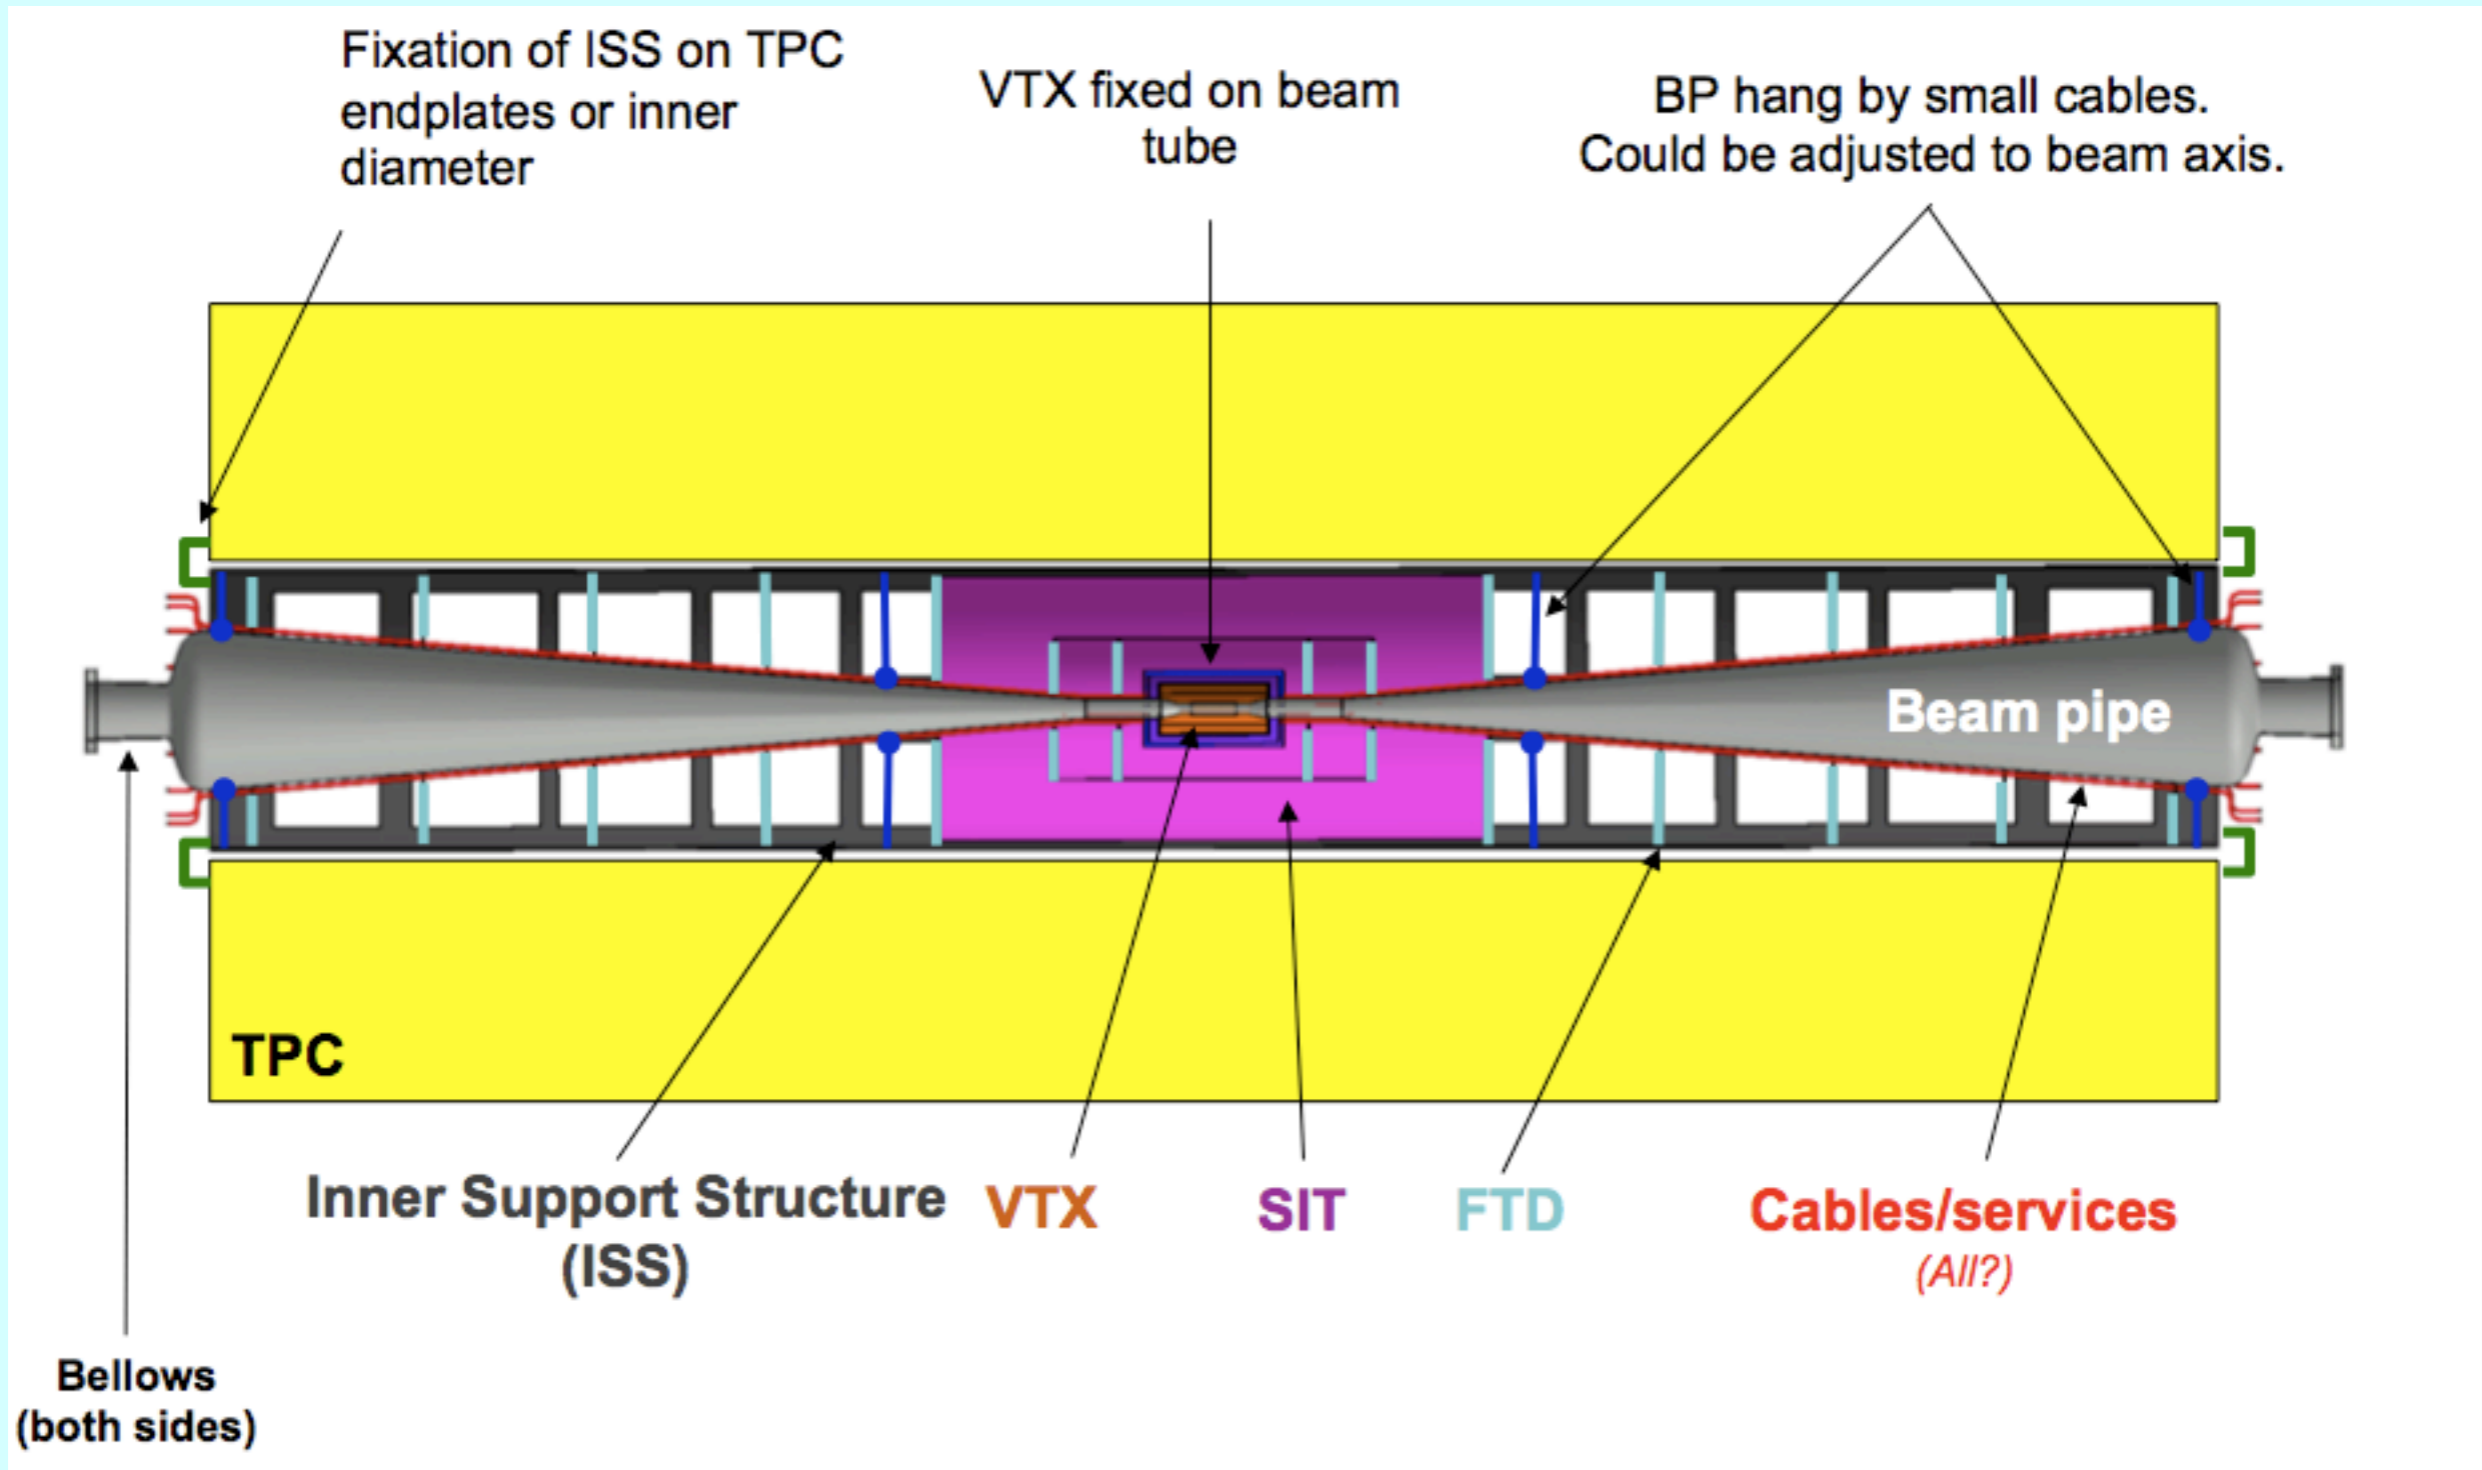 Fixation of ISS on TPC
endplates or inner
diameter
VTX fixed on beam
tube
BP hang by small cables.
Could be adjusted to beam axis.
Beam pipe
TPC
Inner Support Structure
(ISS)
VTX
SIT
FTD
Cables/services
(All?)
Bellows
(both sides)